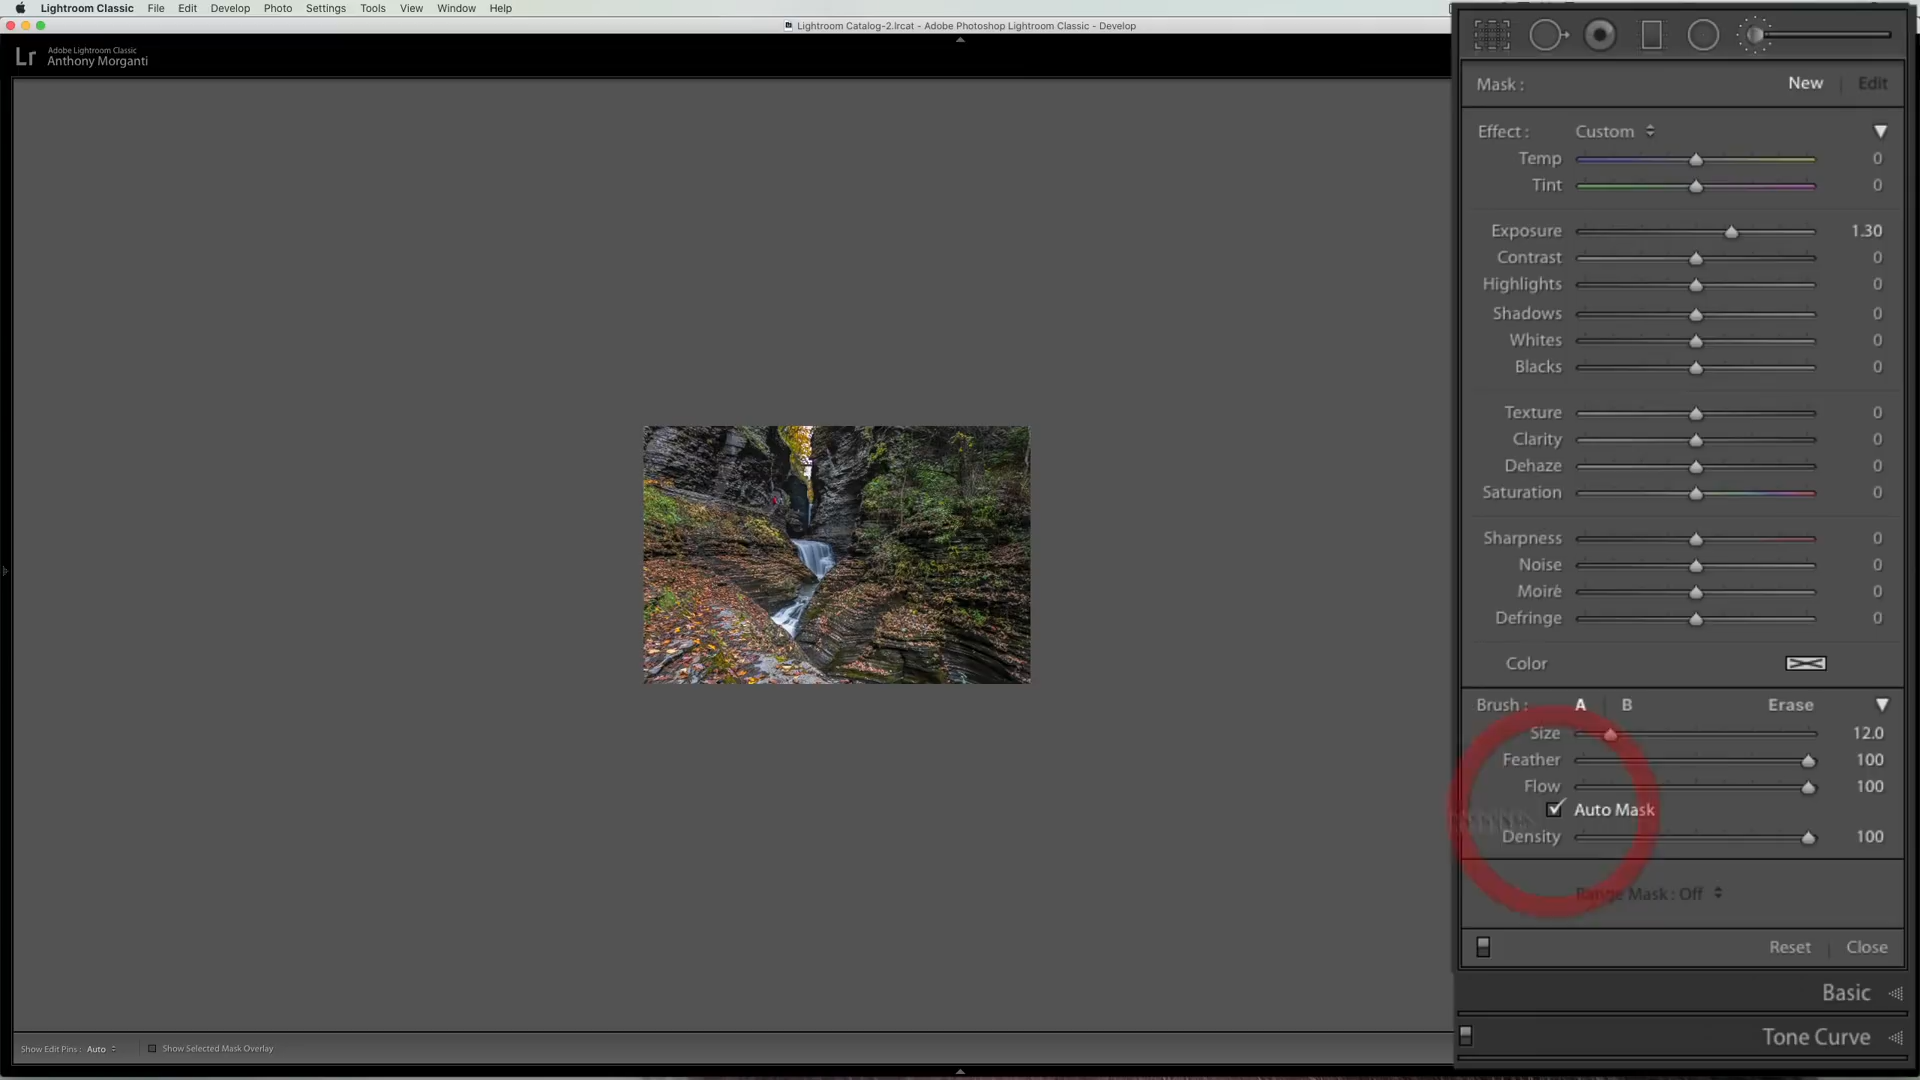 Lightroom Classic File Edit Develop Photo Settings Tools View Window Help
Lightroom Catalog-2.lrcat - Adobe Photoshop Lightroom Classic - Develop
Lr
Adobe Lightroom Classic
Anthony Morganti
Mask : New Edit
Effect : Custom
Temp 0
Tint 0
Exposure 1.30
Contrast 0
Highlights 0
Shadows 0
Whites 0
Blacks 0
Texture 0
Clarity 0
Dehaze 0
Saturation 0
Sharpness 0
Noise 0
Moiré 0
Defringe 0
Color
Brush : A B Erase
Size 12.0
Feather 100
Flow 100
Auto Mask
Density 100
Range Mask : Off
Reset Close
Basic
Tone Curve
Show Edit Pins : Auto Show Selected Mask Overlay